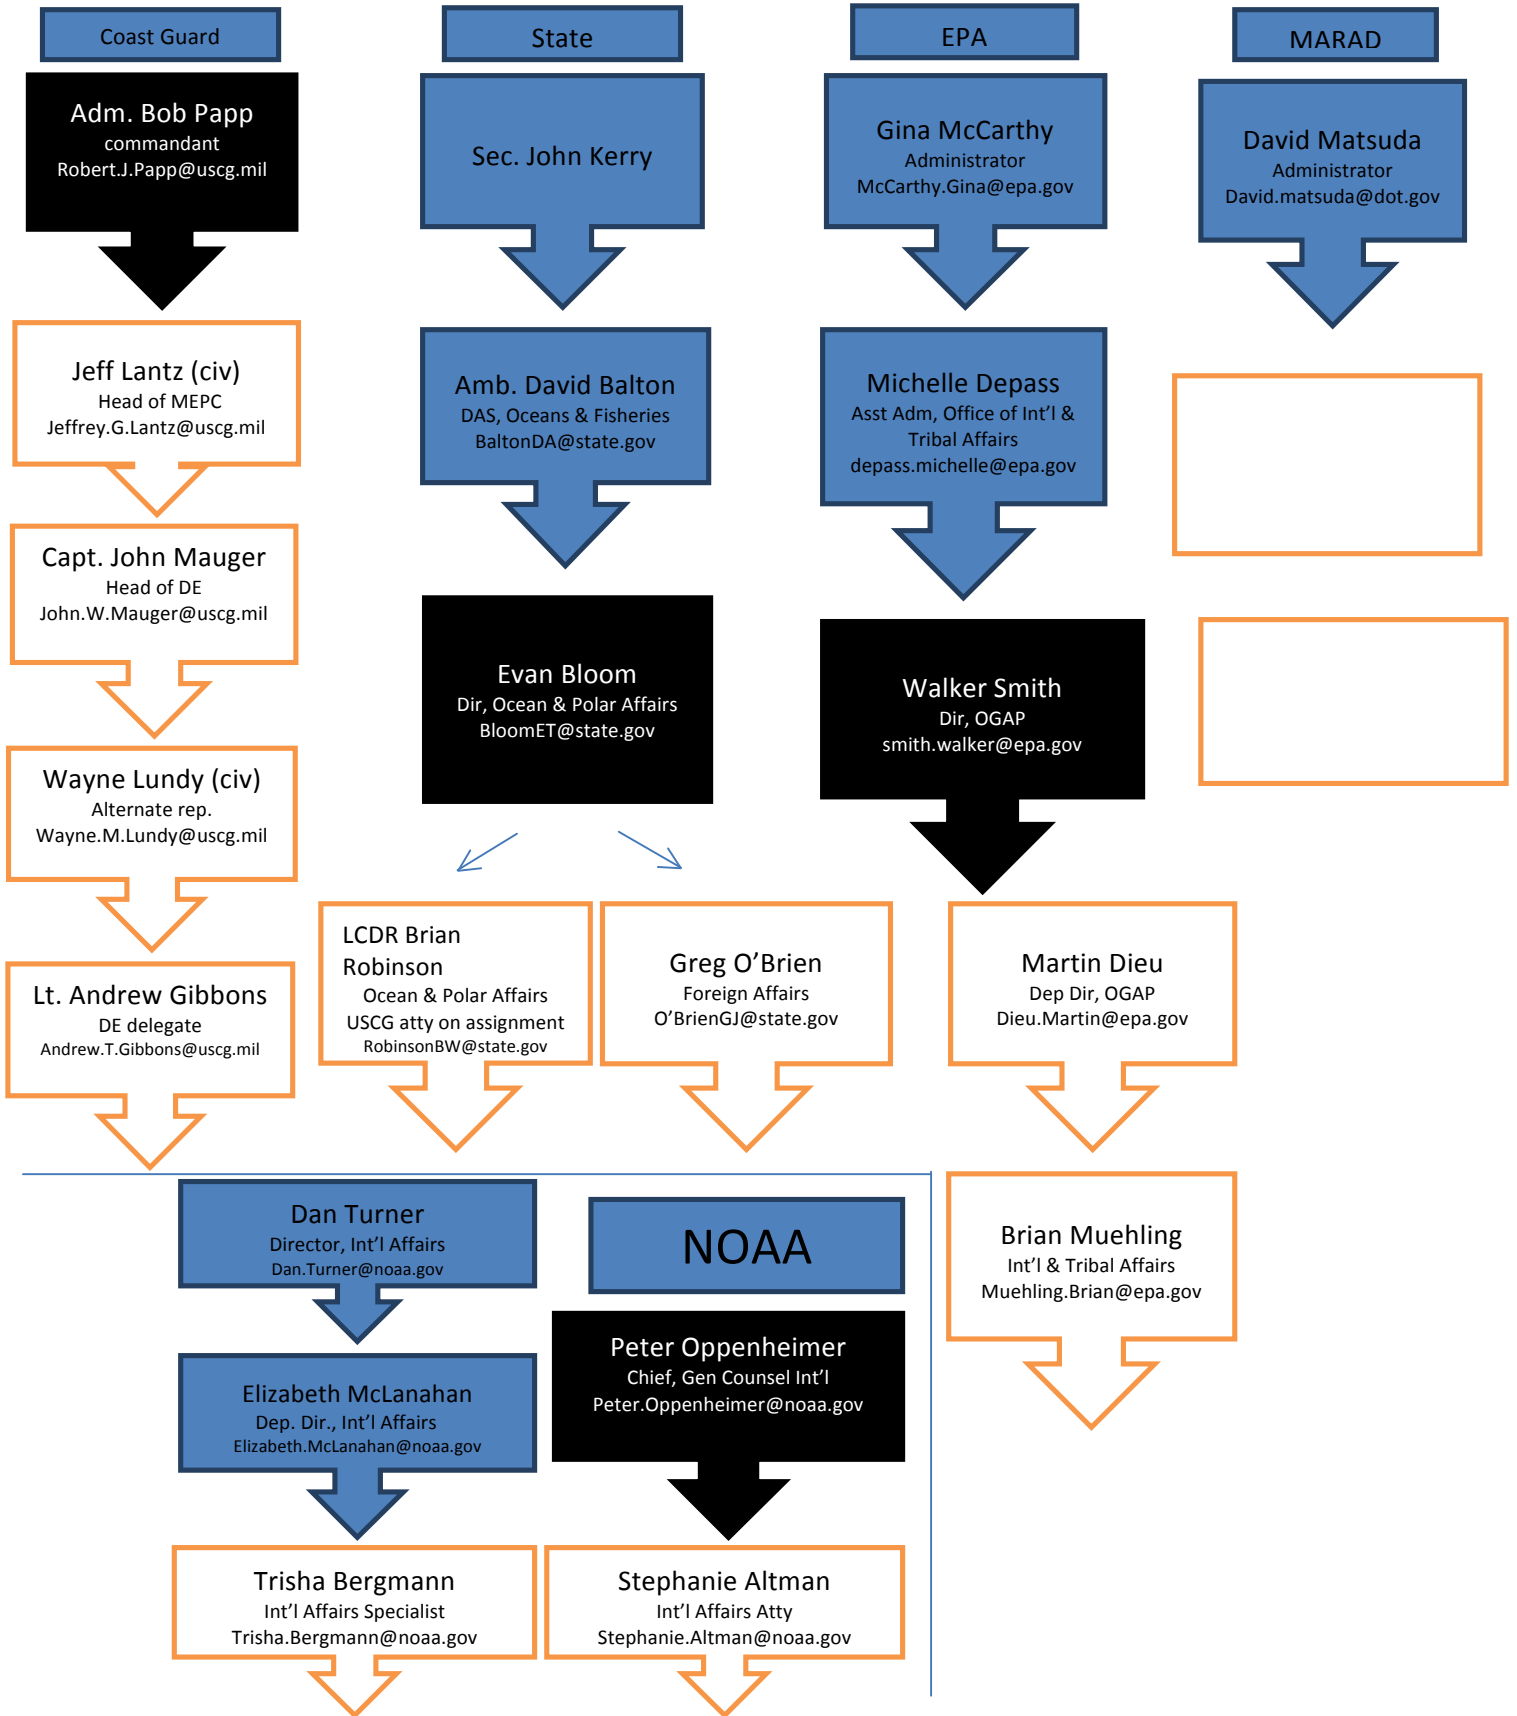 Coast Guard
Adm. Bob Papp
commandant
Robert.J.Papp@uscg.mil
Jeff Lantz (civ)
Head of MEPC
Jeffrey.G.Lantz@uscg.mil
Capt. John Mauger
Head of DE
John.W.Mauger@uscg.mil
Wayne Lundy (civ)
Alternate rep.
Wayne.M.Lundy@uscg.mil
Lt. Andrew Gibbons
DE delegate
Andrew.T.Gibbons@uscg.mil
State
Sec. John Kerry
Amb. David Balton
DAS, Oceans & Fisheries
BaltonDA@state.gov
Evan Bloom
Dir, Ocean & Polar Affairs
BloomET@state.gov
LCDR Brian
Robinson
Ocean & Polar Affairs
USCG atty on assignment
RobinsonBW@state.gov
Greg O’Brien
Foreign Affairs
O’BrienGJ@state.gov
EPA
Gina McCarthy
Administrator
McCarthy.Gina@epa.gov
Michelle Depass
Asst Adm, Office of Int’l &
Tribal Affairs
depass.michelle@epa.gov
Walker Smith
Dir, OGAP
smith.walker@epa.gov
Martin Dieu
Dep Dir, OGAP
Dieu.Martin@epa.gov
Brian Muehling
Int’l & Tribal Affairs
Muehling.Brian@epa.gov
MARAD
David Matsuda
Administrator
David.matsuda@dot.gov
Dan Turner
Director, Int’l Affairs
Dan.Turner@noaa.gov
Elizabeth McLanahan
Dep. Dir., Int’l Affairs
Elizabeth.McLanahan@noaa.gov
Trisha Bergmann
Int’l Affairs Specialist
Trisha.Bergmann@noaa.gov
NOAA
Peter Oppenheimer
Chief, Gen Counsel Int’l
Peter.Oppenheimer@noaa.gov
Stephanie Altman
Int’l Affairs Atty
Stephanie.Altman@noaa.gov